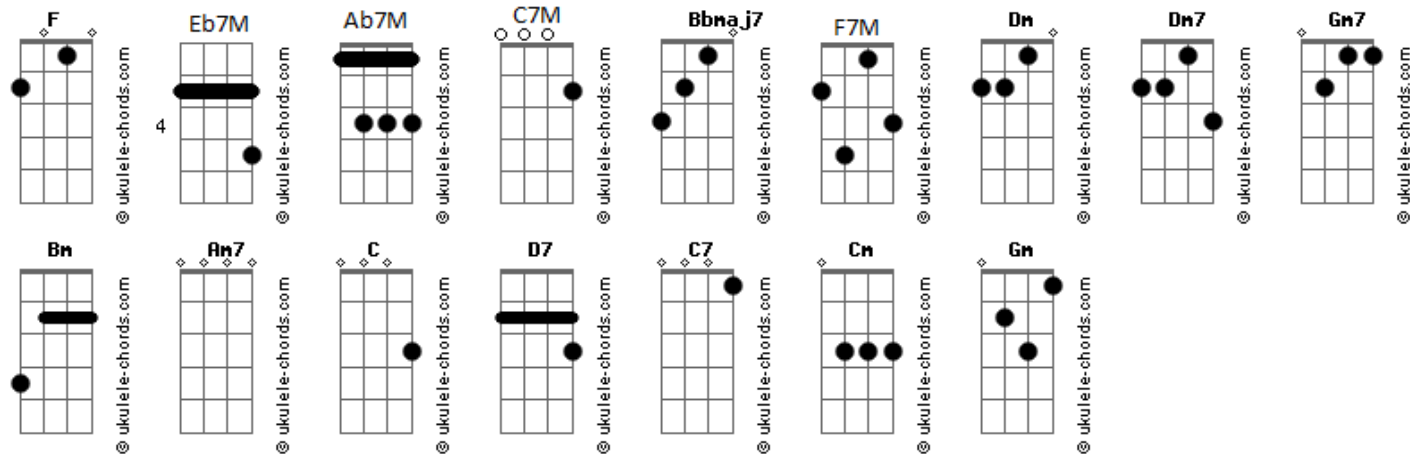 F Eb7M Ab7M C7M Bbmaj7 F7M Dm Dm7 Gm7
4
© ukulele-chords.com © ukulele-chords.com © ukulele-chords.com © ukulele-chords.com © ukulele-chords.com © ukulele-chords.com © ukulele-chords.com © ukulele-chords.com © ukulele-chords.com
Bm Am7 C D7 C7 Cm Gm
© ukulele-chords.com © ukulele-chords.com © ukulele-chords.com © ukulele-chords.com © ukulele-chords.com © ukulele-chords.com © ukulele-chords.com